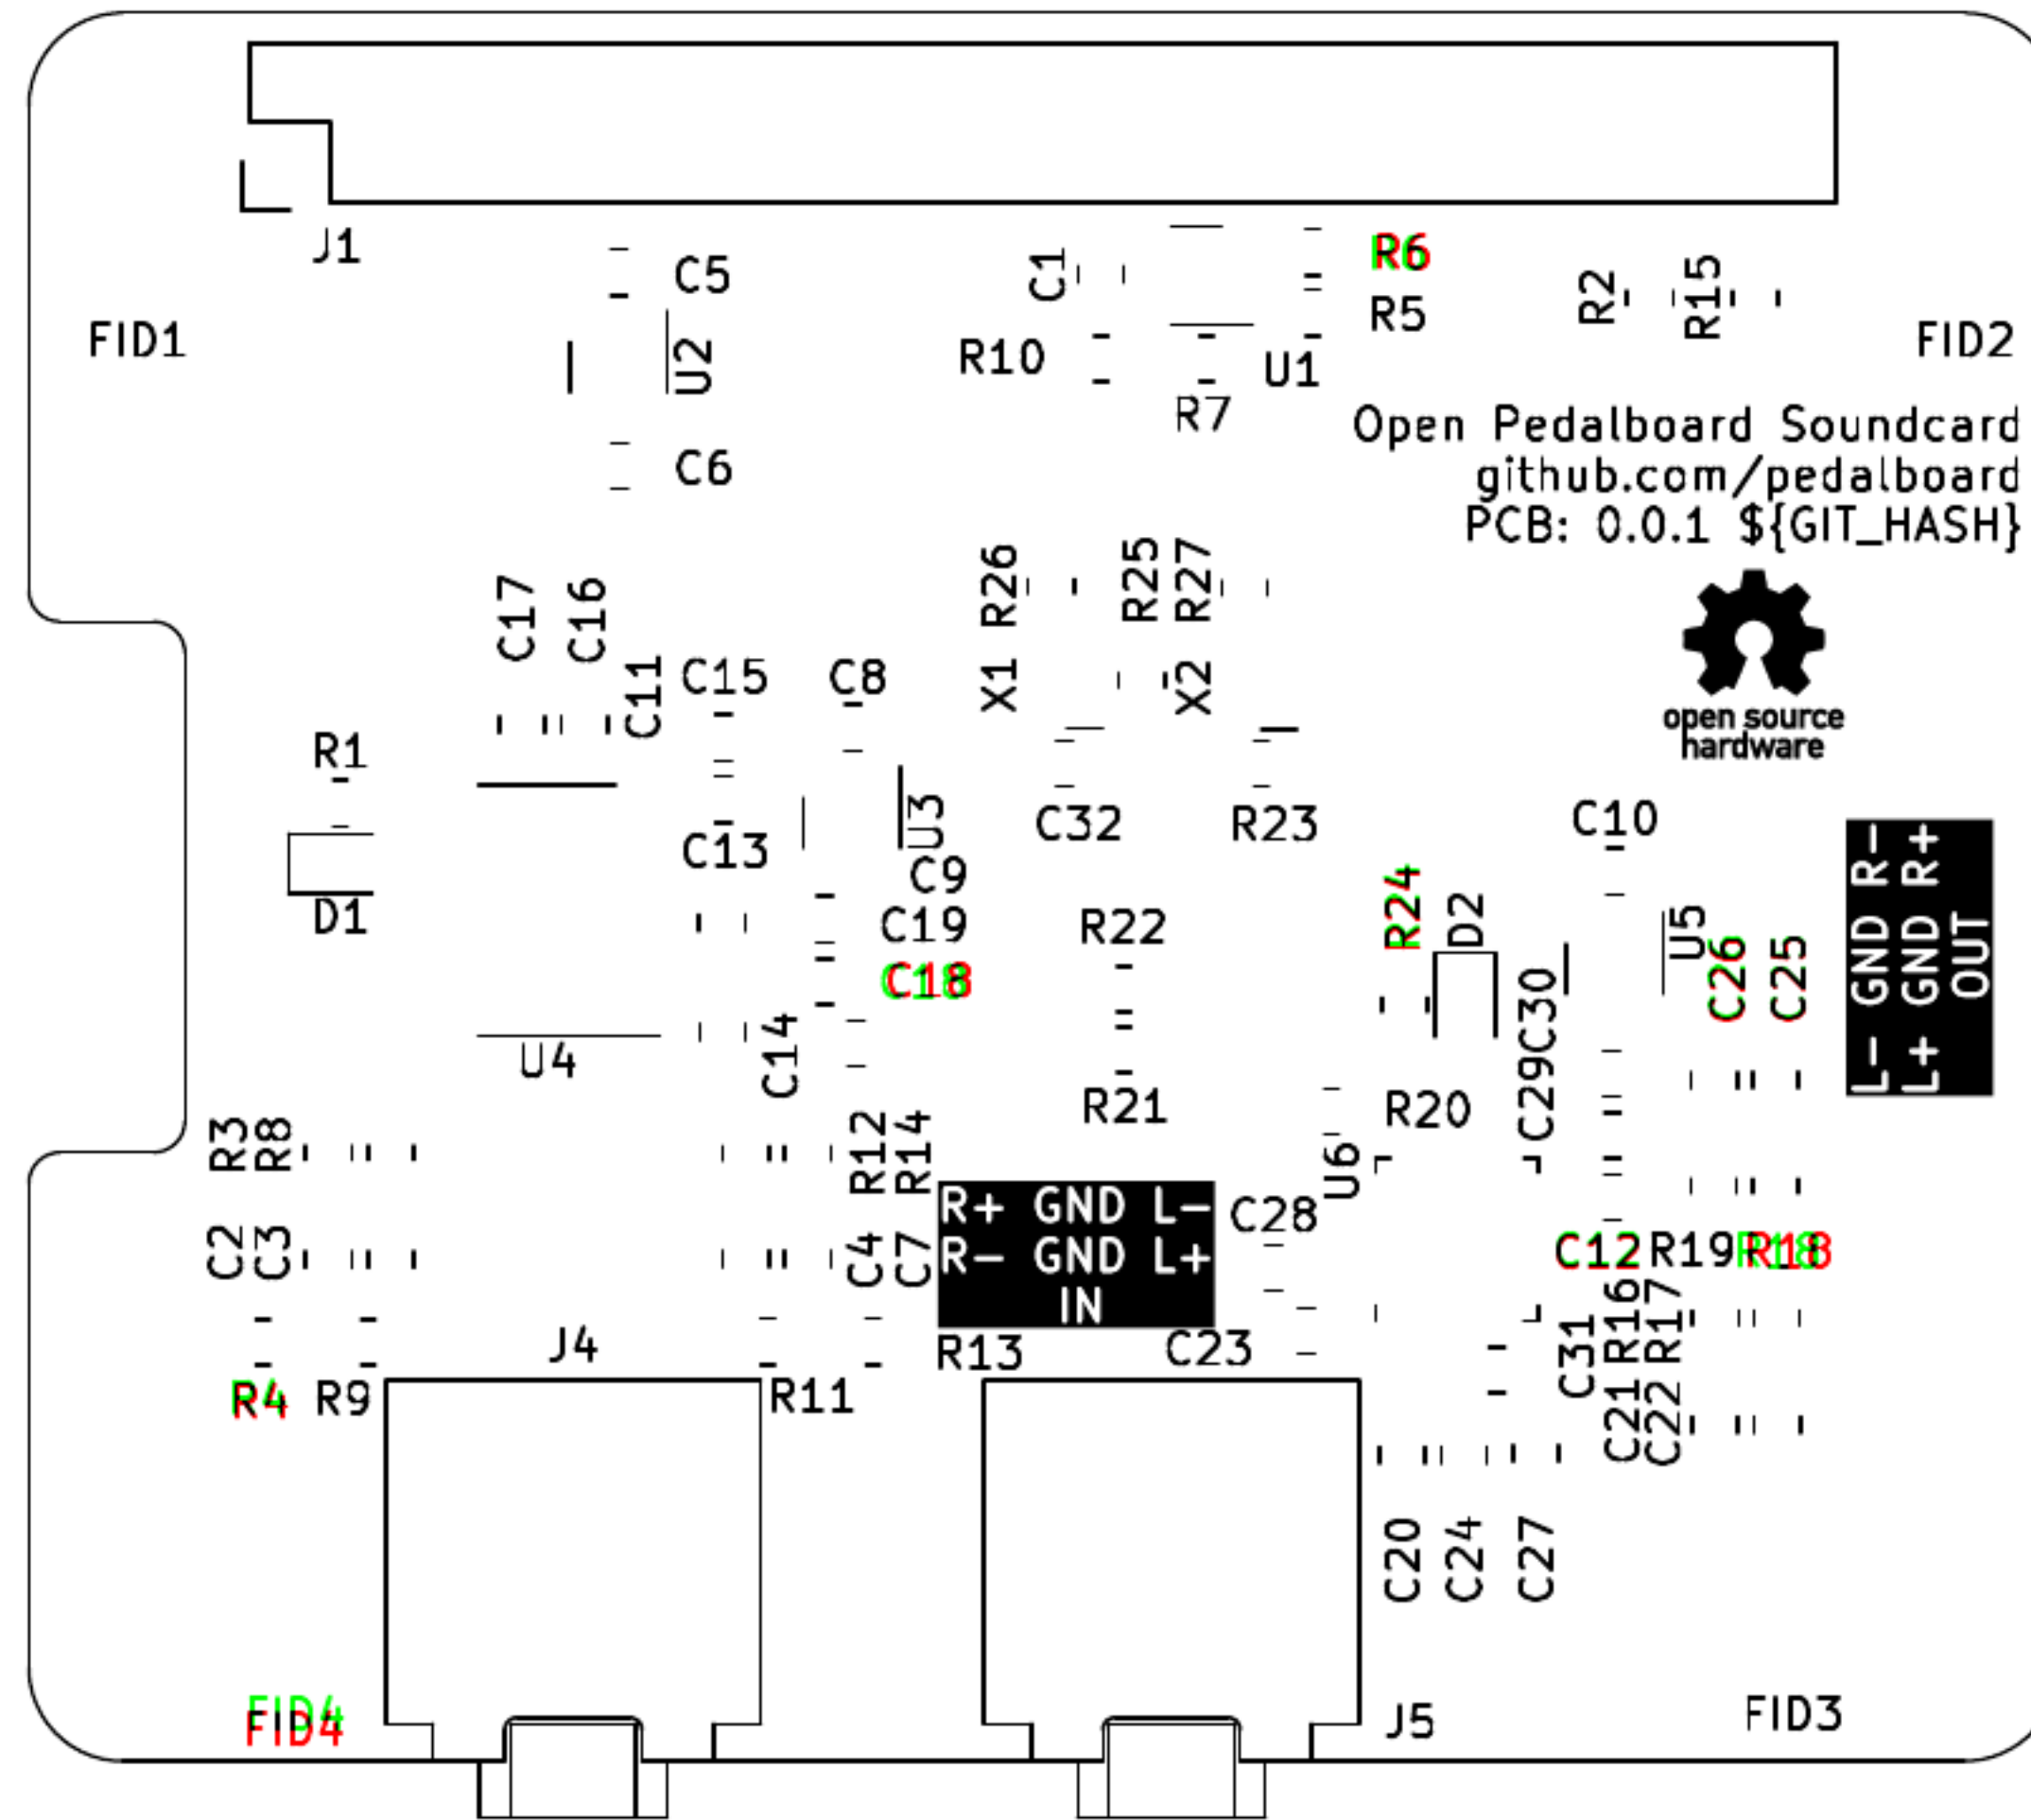 J1
C5
C1
R6
R5
R2
R15
FID1
U2
R10
R7
U1
FID2
C6
Open Pedalboard Soundcard
github.com/pedalboard
PCB: 0.0.1 ${GIT_HASH}
C17
C16
C11
C15
C8
R26
R25
R27
X1
X2
open source
hardware
R1
D1
C13
U3
C9
C19
C18
C32
R23
R22
R21
R24
D2
C10
U5
C30
C29
C26
C25
L- GND R-
L+ GND R+
OUT
U4
C14
R3
R8
R12
R14
R20
U6
C2
C3
C4
C7
R+ GND L-
R- GND L+
IN
C28
C12
R19
R18
R4
R9
J4
R11
R13
C23
C31
R16
R17
C21
C22
C20
C24
C27
FID4
J5
FID3